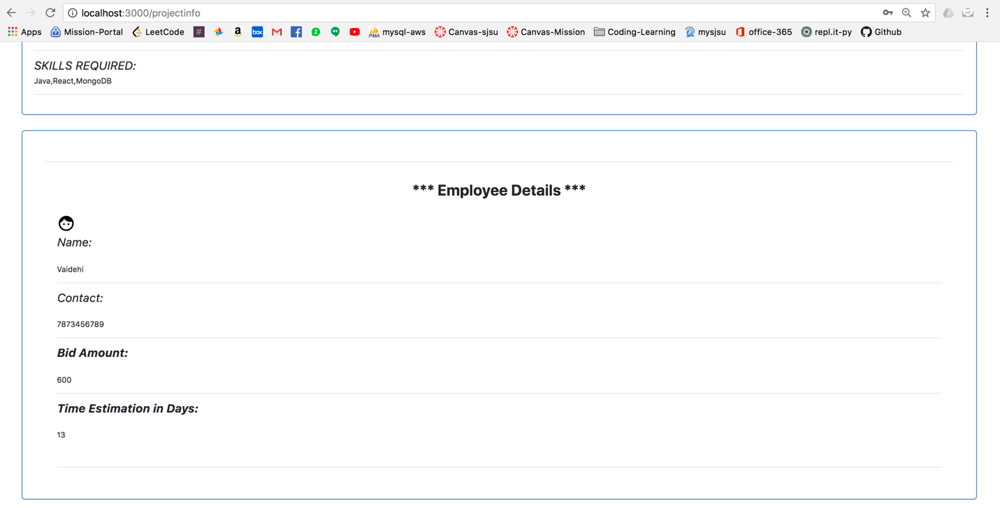 localhost:3000/projectinfo
Apps Mission-Portal LeetCode # a box 2 mysql-aws Canvas-sjsu Canvas-Mission Coding-Learning mysjsu office-365 repl.it-py Github
SKILLS REQUIRED:
Java,React,MongoDB
*** Employee Details ***
Name:
Vaidehi
Contact:
7873456789
Bid Amount:
600
Time Estimation in Days:
13